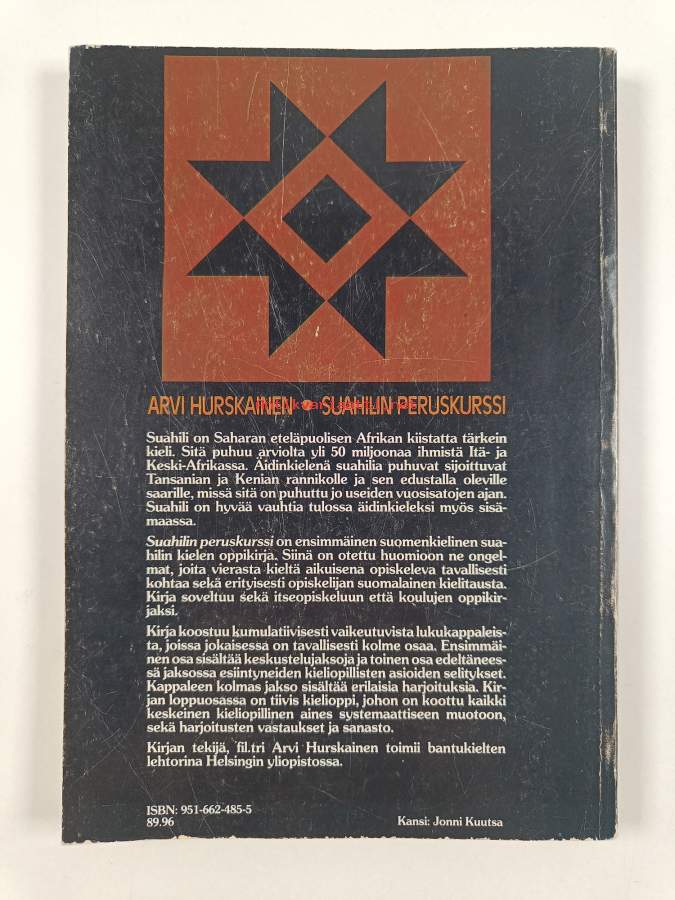 ARVI HURSKAINEN • SUAHILIN PERUSKURSSI
Suahili on Saharan eteläpuolisen Afrikan kiistatta tärkein
kieli. Sitä puhuu arviolta yli 50 miljoonaa ihmistä Itä- ja
Keski-Afrikassa. Äidinkielenä suahilia puhuvat sijoittuvat
Tansanian ja Kenian rannikolle ja sen edustalla oleville
saarille, missä sitä on puhuttu jo useiden vuosisatojen ajan.
Suahili on hyvää vauhtia tulossa äidinkieleksi myös sisä-
maassa.
Suahilin peruskurssi on ensimmäinen suomenkielinen sua-
hilin kielen oppikirja. Siinä on otettu huomioon ne ongel-
mat, joita vierasta kieltä aikuisena opiskeleva tavallisesti
kohtaa sekä erityisesti opiskelijan suomalainen kielitausta.
Kirja soveltuu sekä itseopiskeluun että koulujen oppikir-
jaksi.
Kirja koostuu kumulatiivisesti vaikeutuvista lukukappaleis-
ta, joissa jokaisessa on tavallisesti kolme osaa. Ensimmäi-
nen osa sisältää keskustelujaksoja ja toinen osa edeltänees-
sä jaksossa esiintyneiden kieliopillisten asioiden selitykset.
Kappaleen kolmas jakso sisältää erilaisia harjoituksia. Kir-
jan loppuosassa on tiivis kielioppi, johon on koottu kaikki
keskeinen kieliopillinen aines systemaattiseen muotoon,
sekä harjoitusten vastaukset ja sanasto.
Kirjan tekijä, fil.tri Arvi Hurskainen toimii bantukielten
lehtorina Helsingin yliopistossa.
ISBN: 951-662-485-5
89.96
Kansi: Jonni Kuutsa